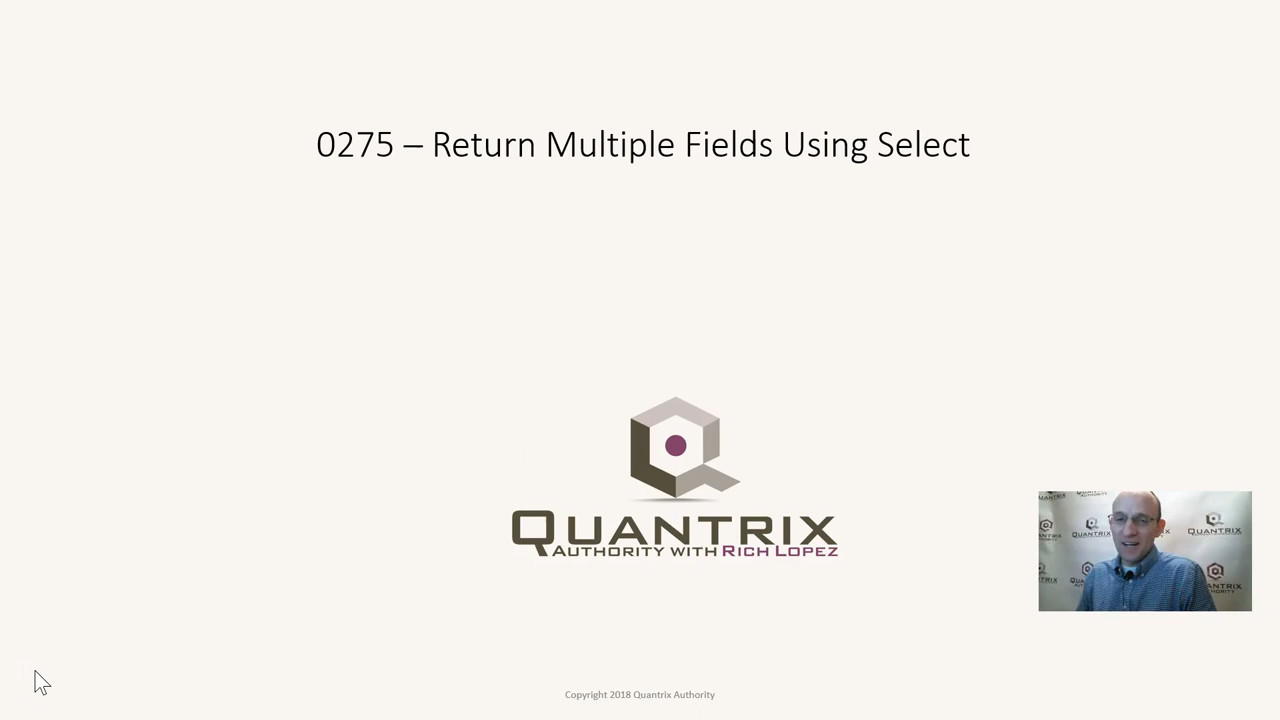 0275 – Return Multiple Fields Using Select
QUANTRIX
AUTHORITY WITH RICH LOPEZ
Copyright 2018 Quantrix Authority